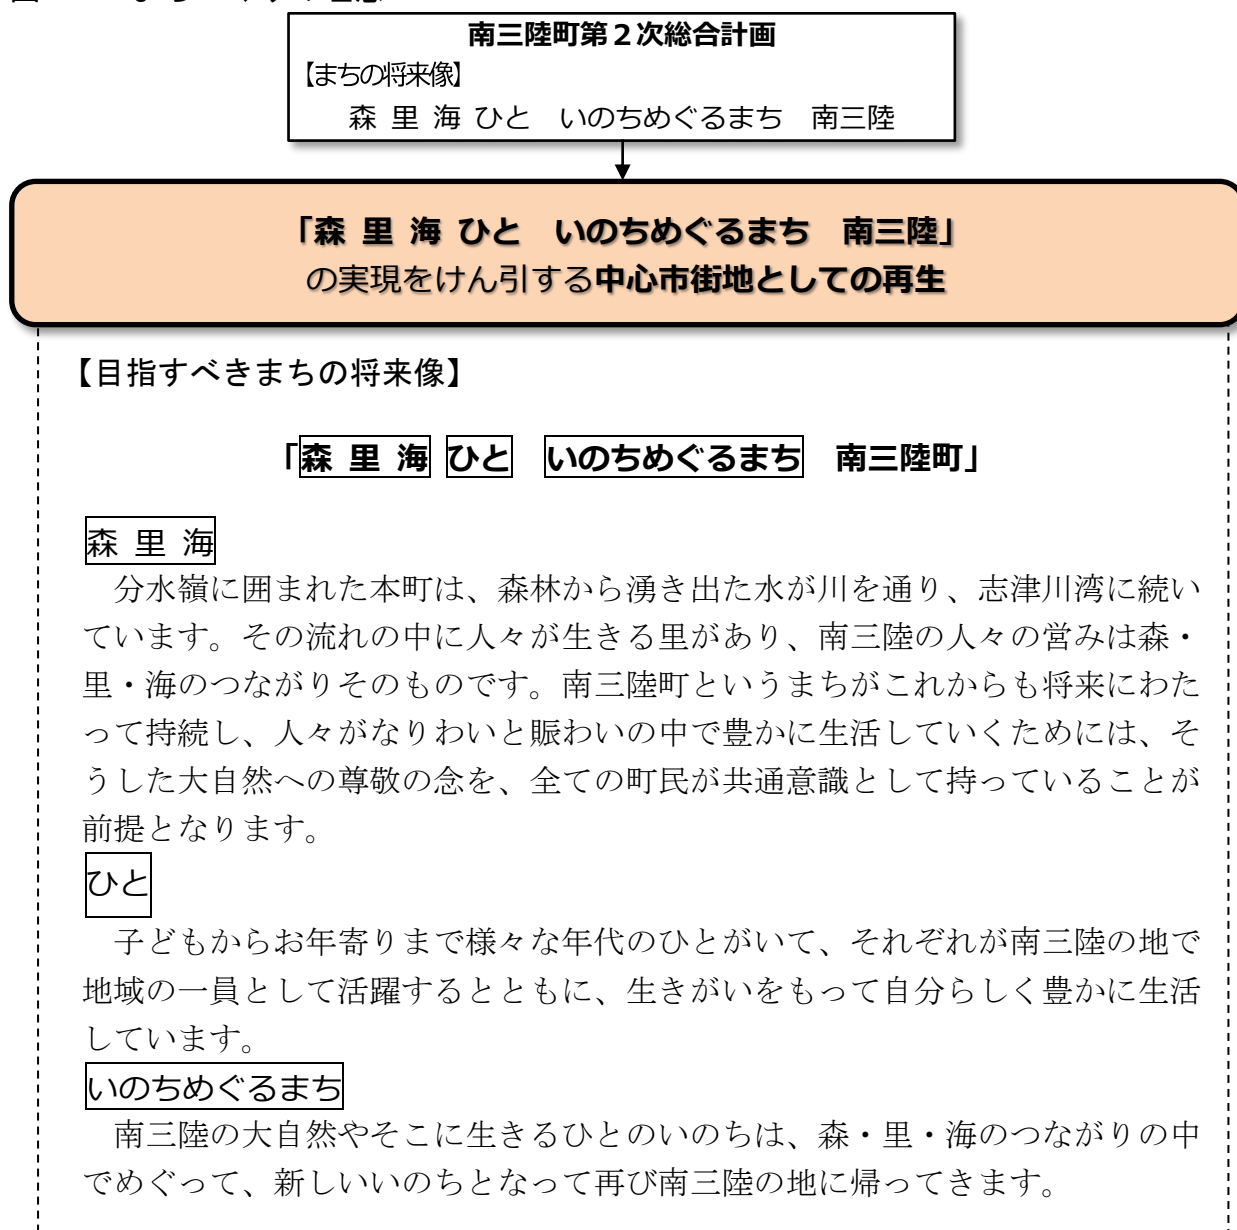 南三陸町第２次総合計画
【まちの将来像】
森 里 海 ひと　いのちめぐるまち　南三陸
「森 里 海 ひと　いのちめぐるまち　南三陸」
の実現をけん引する中心市街地としての再生
【目指すべきまちの将来像】
「森 里 海 ひと　いのちめぐるまち　南三陸町」
森 里 海
　分水嶺に囲まれた本町は、森林から湧き出た水が川を通り、志津川湾に続い
ています。その流れの中に人々が生きる里があり、南三陸の人々の営みは森・
里・海のつながりそのものです。南三陸町というまちがこれからも将来にわた
って持続し、人々がなりわいと賑わいの中で豊かに生活していくためには、そ
うした大自然への尊敬の念を、全ての町民が共通意識として持っていることが
前提となります。
ひと
　子どもからお年寄りまで様々な年代のひとがいて、それぞれが南三陸の地で
地域の一員として活躍するとともに、生きがいをもって自分らしく豊かに生活
しています。
いのちめぐるまち
　南三陸の大自然やそこに生きるひとのいのちは、森・里・海のつながりの中
でめぐって、新しいいのちとなって再び南三陸の地に帰ってきます。